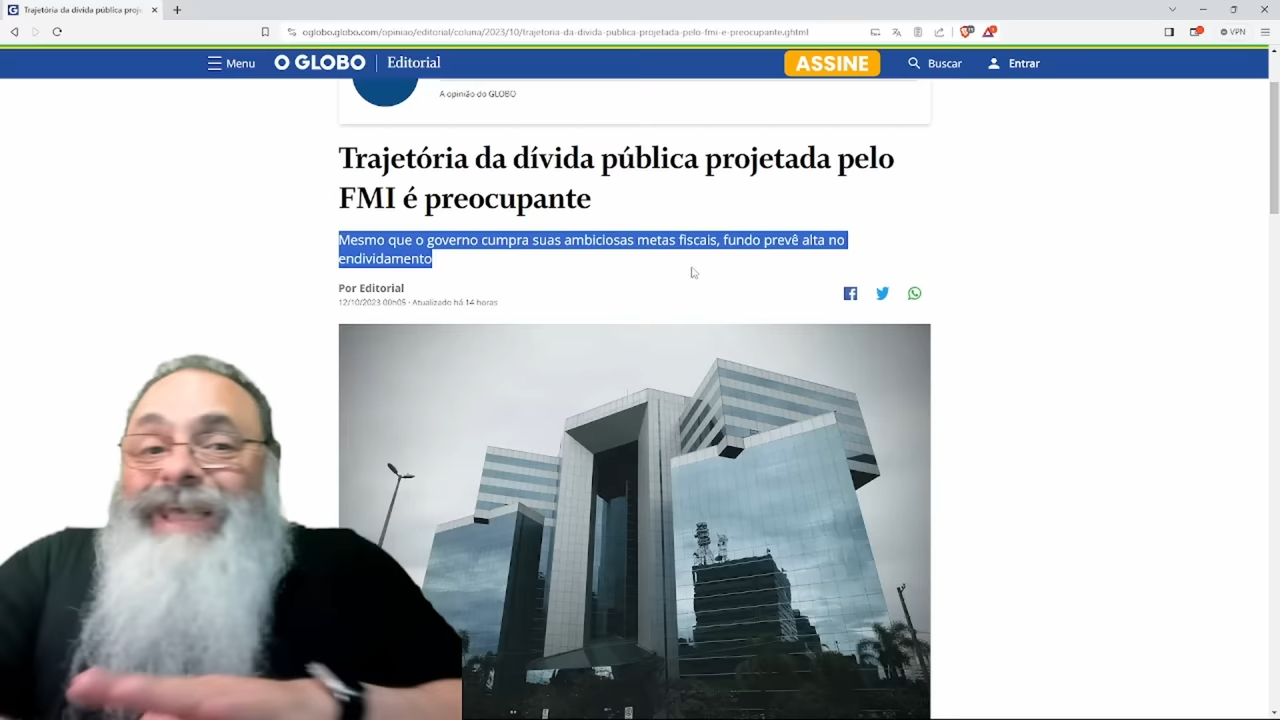 Trajetória da dívida pública proj
oglobo.globo.com/opiniao/editorial/coluna/2023/10/trajetoria-da-divida-publica-projetada-pelo-fmi-e-preocupante.ghtml
VPN
Menu
O GLOBO
Editorial
ASSINE
Buscar
Entrar
A opinião do GLOBO
Trajetória da dívida pública projetada pelo
FMI é preocupante
Mesmo que o governo cumpra suas ambiciosas metas fiscais, fundo prevê alta no
endividamento
Por Editorial
12/10/2023 00h05 · Atualizado há 14 horas